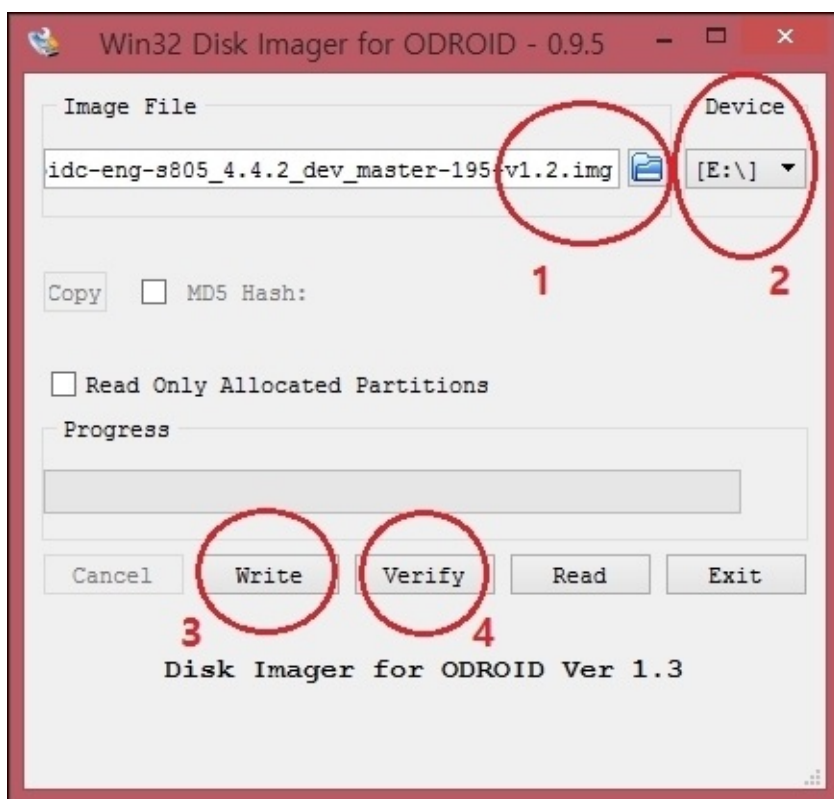 Win32 Disk Imager for ODROID - 0.9.5
Image File
Device
idc-eng-s805_4.4.2_dev_master-195-v1.2.img
[E:\]
1
2
Copy
MD5 Hash:
Read Only Allocated Partitions
Progress
Cancel Write Verify Read Exit
3
4
Disk Imager for ODROID Ver 1.3